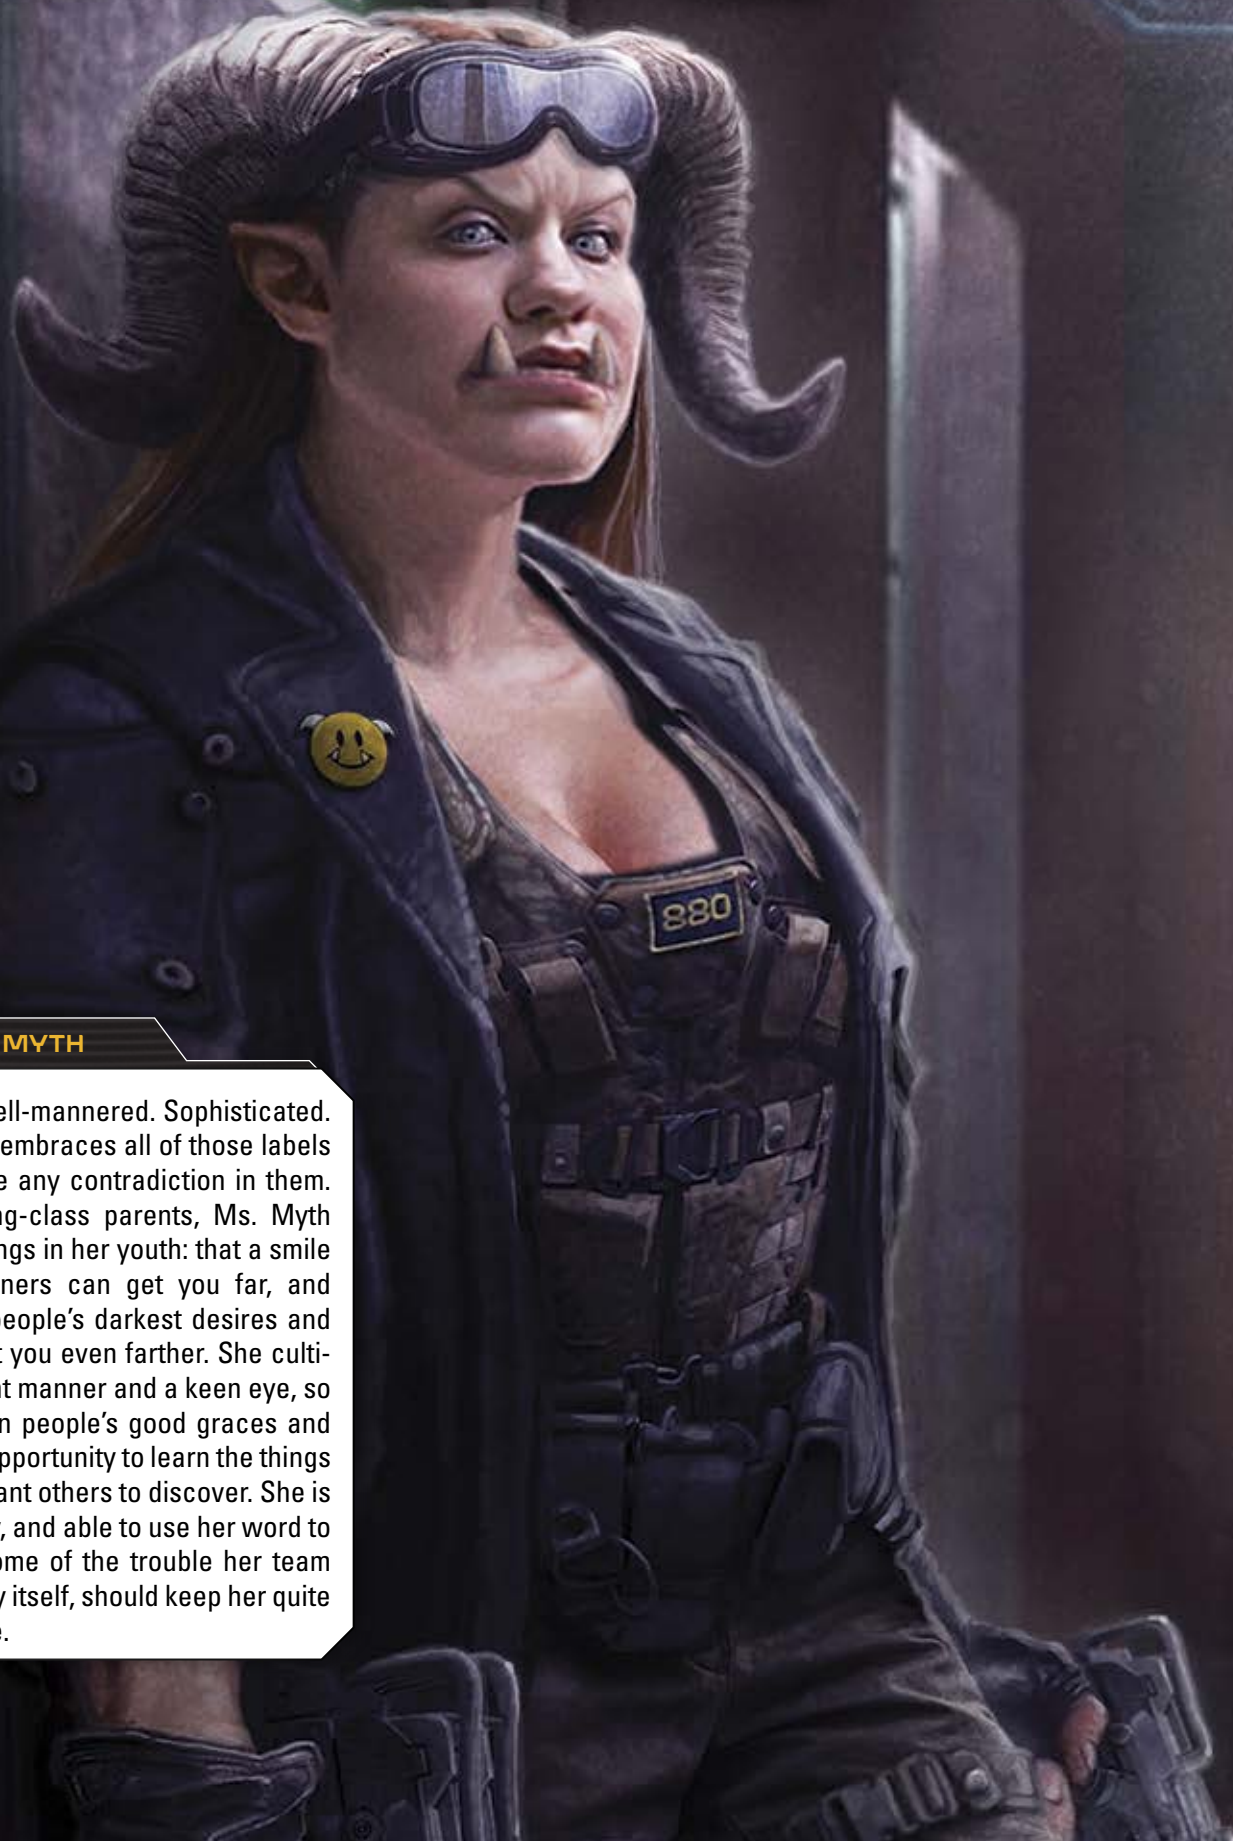 880
MYTH
ell-mannered. Sophisticated.
embraces all of those labels
e any contradiction in them.
ng-class parents, Ms. Myth
ngs in her youth: that a smile
ners can get you far, and
people’s darkest desires and
t you even farther. She culti-
nt manner and a keen eye, so
n people’s good graces and
pportunity to learn the things
ant others to discover. She is
, and able to use her word to
ome of the trouble her team
y itself, should keep her quite
e.